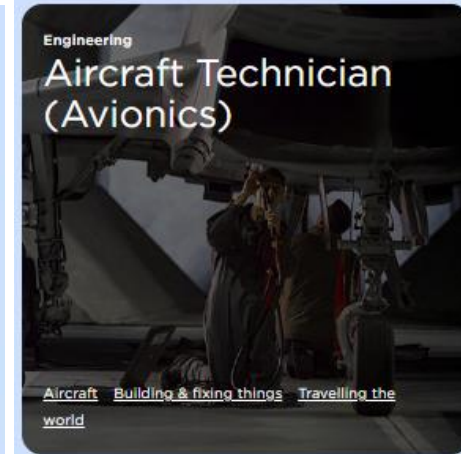 Engineering
Aircraft Technician
(Avionics)
Aircraft Building & fixing things Travelling the
world